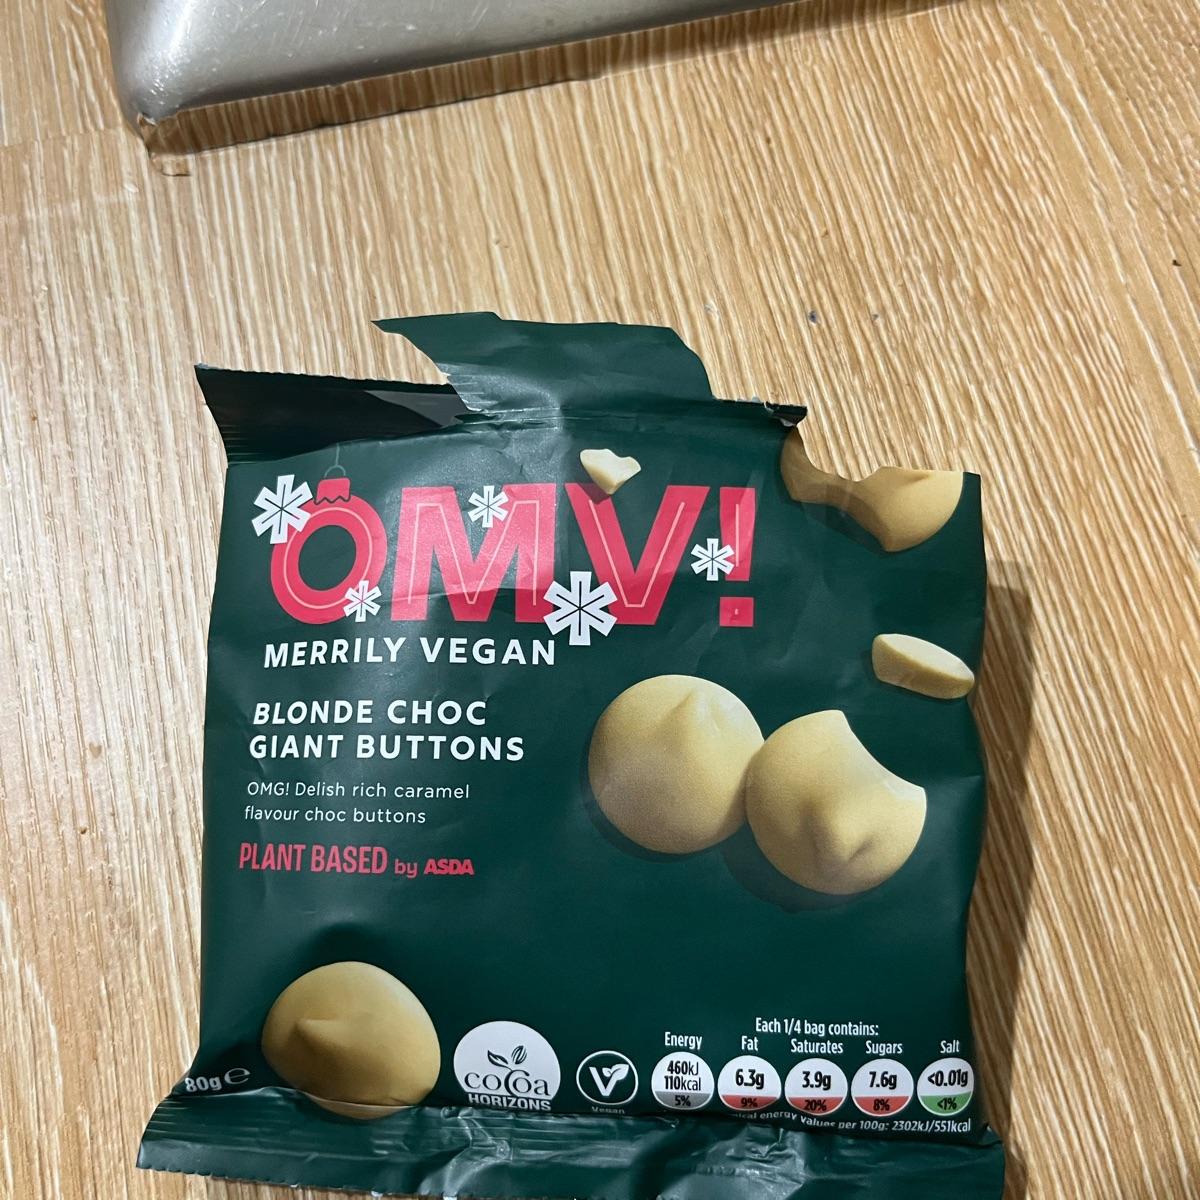 OMV!
MERRILY VEGAN
BLONDE CHOC
GIANT BUTTONS
OMG! Delish rich caramel
flavour choc buttons
PLANT BASED by ASDA
80g e
cocoa
HORIZONS
V
Vegan
Each 1/4 bag contains:
Energy Fat Saturates Sugars Salt
460kJ 110kcal 6.3g 3.9g 7.6g <0.01g
5% 9% 20% 8% <1%
energy values per 100g: 2302kJ/551kcal